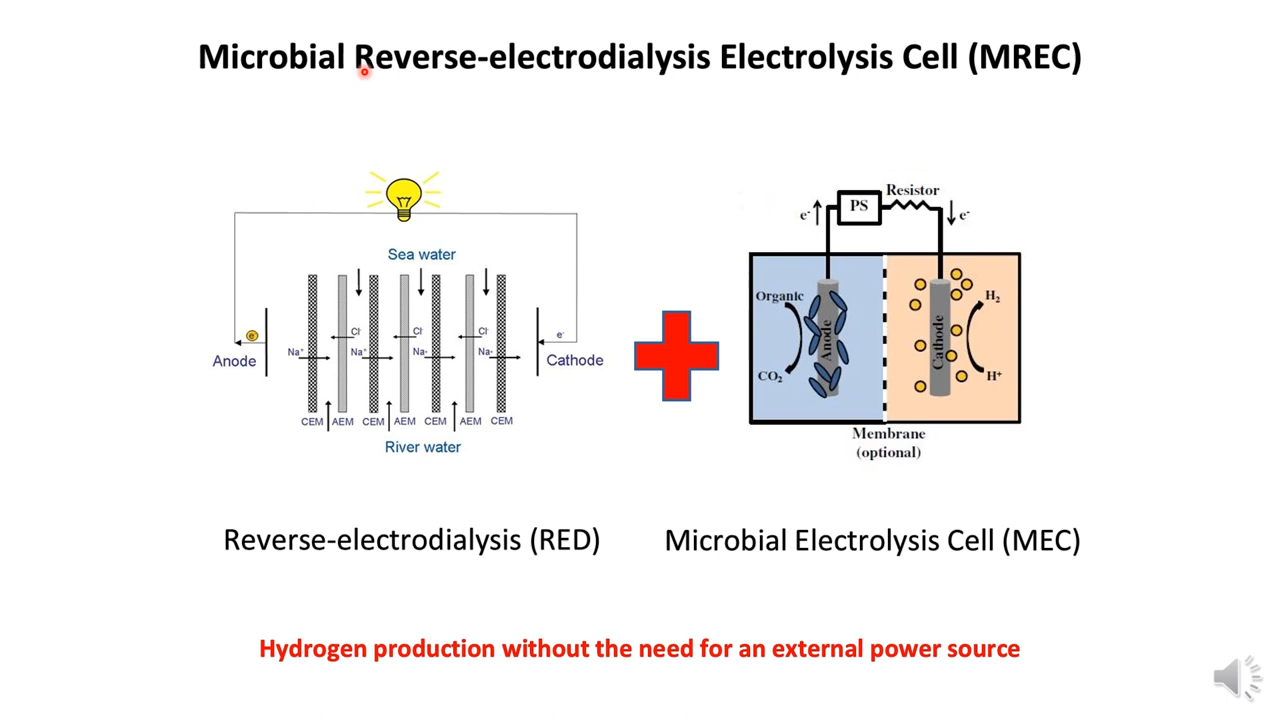 Microbial Reverse-electrodialysis Electrolysis Cell (MREC)
Sea water
Cl-
Cl-
Cl-
Na+
Na+
Na-
Na-
e-
e-
Anode
Cathode
CEM
AEM
CEM
AEM
CEM
AEM
CEM
River water
Resistor
PS
e-
e-
Organic
CO2
Anode
Cathode
H2
H+
Membrane
(optional)
Reverse-electrodialysis (RED)
Microbial Electrolysis Cell (MEC)
Hydrogen production without the need for an external power source